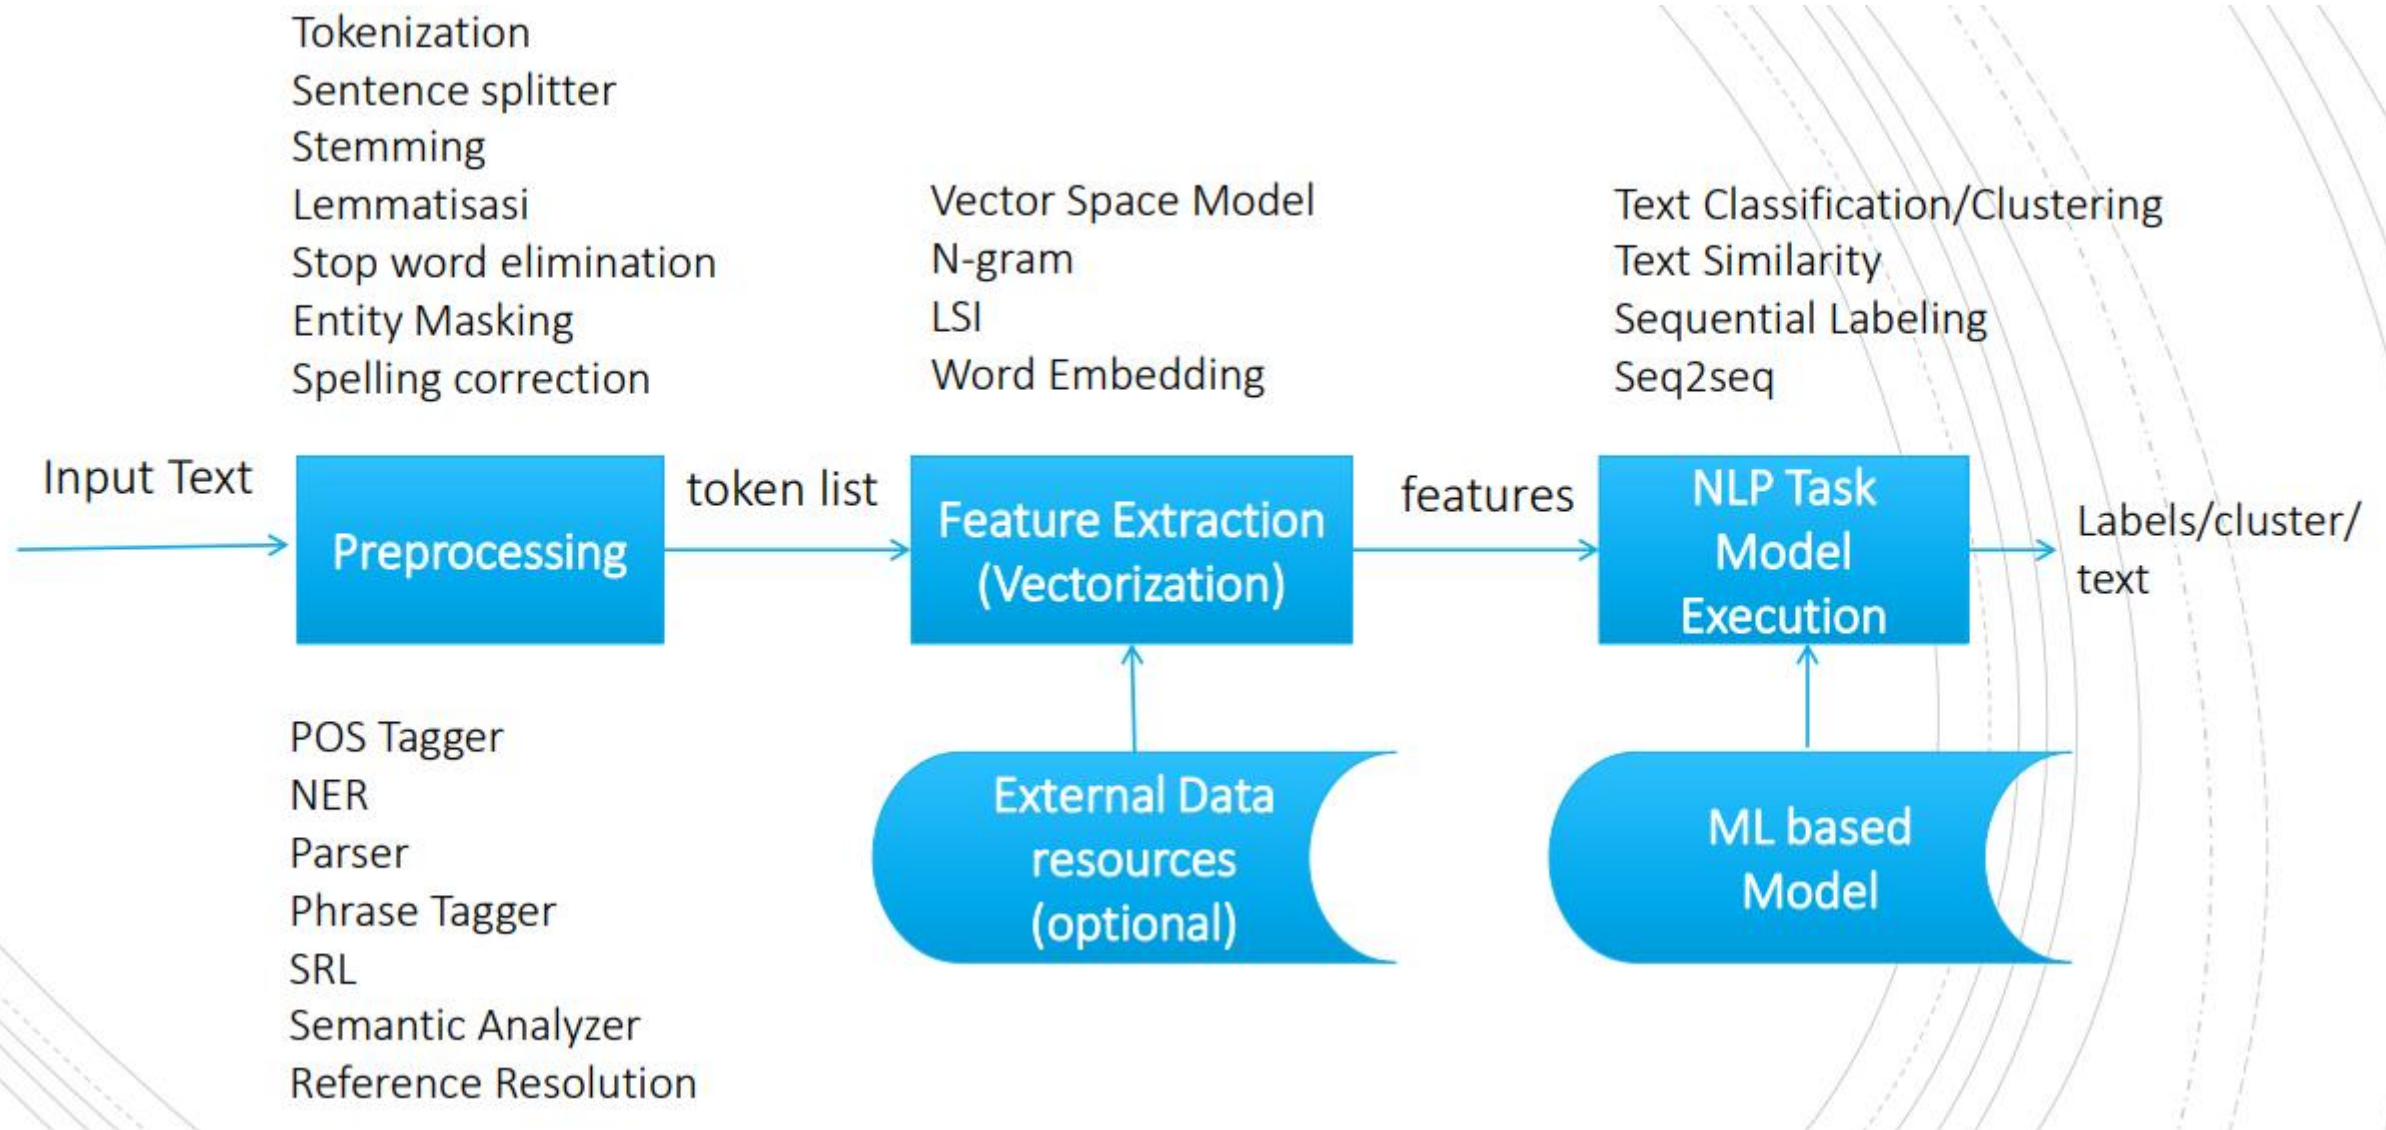 Tokenization
Sentence splitter
Stemming
Lemmatisasi
Stop word elimination
Entity Masking
Spelling correction
Vector Space Model
N-gram
LSI
Word Embedding
Text Classification/Clustering
Text Similarity
Sequential Labeling
Seq2seq
Input Text
Preprocessing
token list
Feature Extraction
(Vectorization)
features
NLP Task
Model
Execution
Labels/cluster/
text
POS Tagger
NER
Parser
Phrase Tagger
SRL
Semantic Analyzer
Reference Resolution
External Data
resources
(optional)
ML based
Model